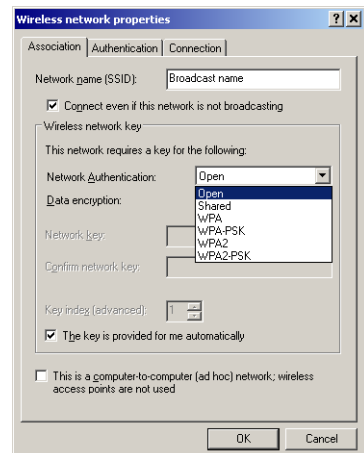 Wireless network properties
Association Authentication Connection
Network name (SSID): Broadcast name
Connect even if this network is not broadcasting
Wireless network key
This network requires a key for the following:
Network Authentication: Open
Open
Data encryption:
Shared
WPA
WPA-PSK
WPA2
WPA2-PSK
Network key:
Confirm network key:
Key index (advanced): 1
The key is provided for me automatically
This is a computer-to-computer (ad hoc) network; wireless
access points are not used
OK Cancel